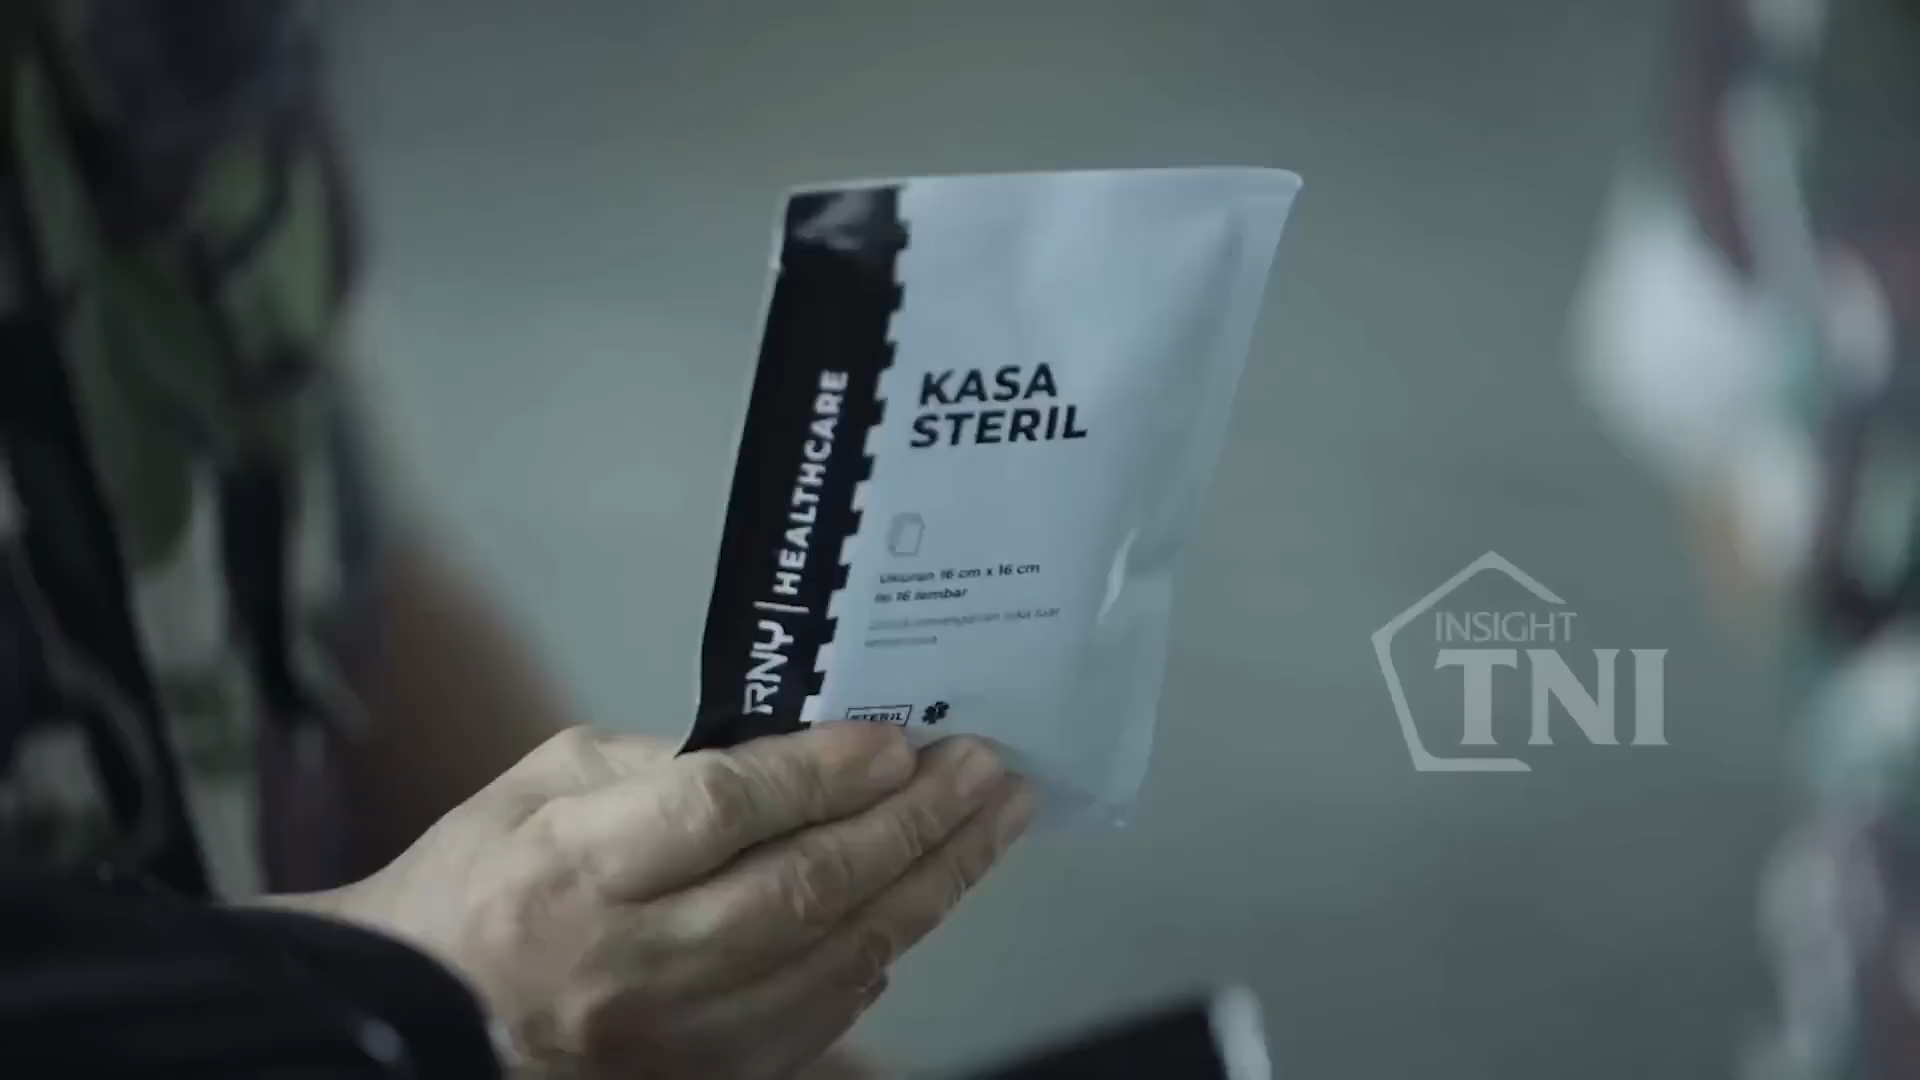 KASA
STERIL
RNY | HEALTHCARE
Ukuran 16 cm x 16 cm
Isi 16 lembar
STERIL
INSIGHT
TNI